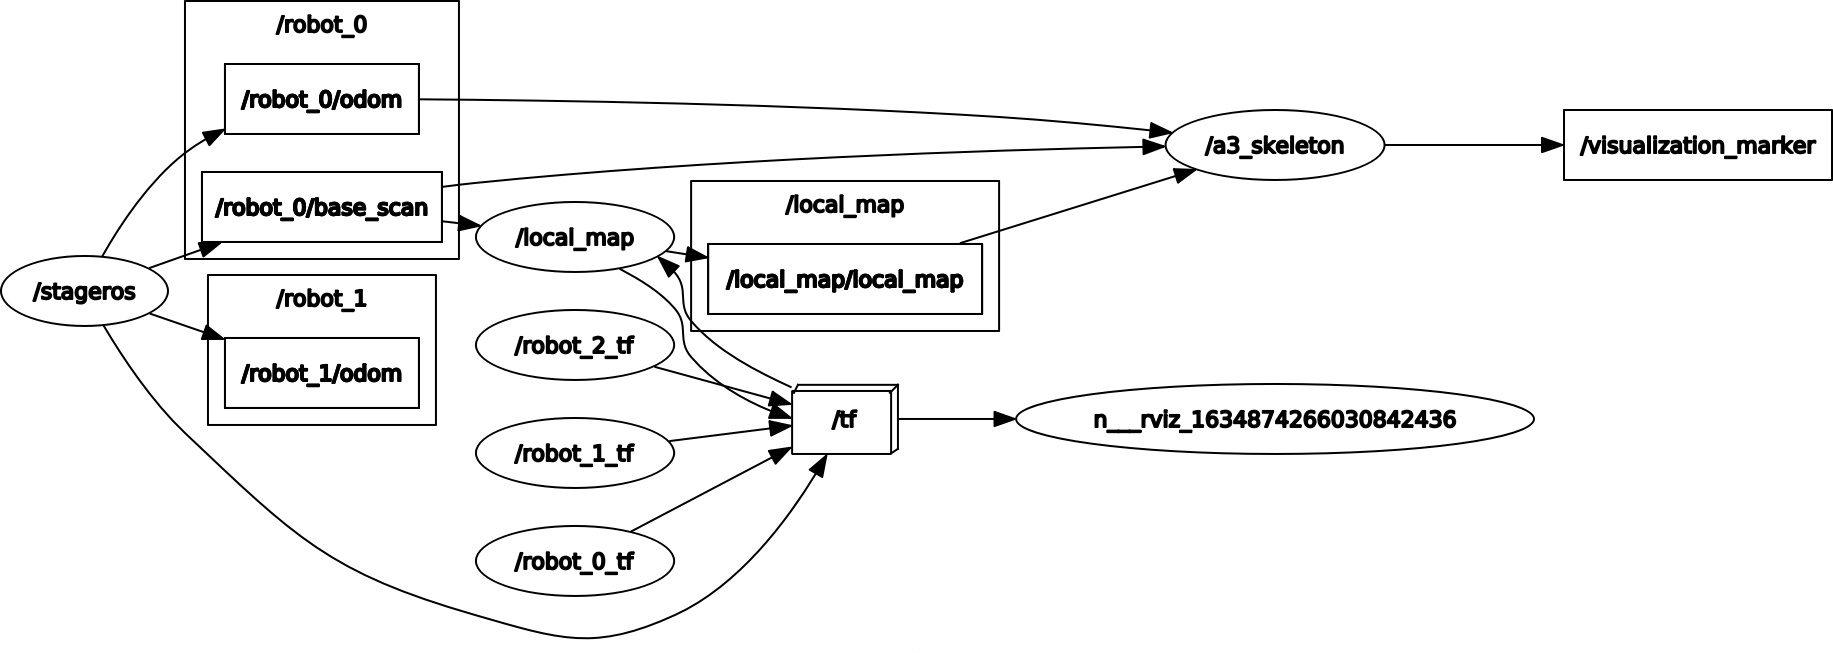 /robot_0
/robot_0/odom
/robot_0/base_scan
/stageros
/robot_1
/robot_1/odom
/local_map
/robot_2_tf
/robot_1_tf
/robot_0_tf
/local_map
/local_map/local_map
/tf
/a3_skeleton
/visualization_marker
n___rviz_1634874266030842436